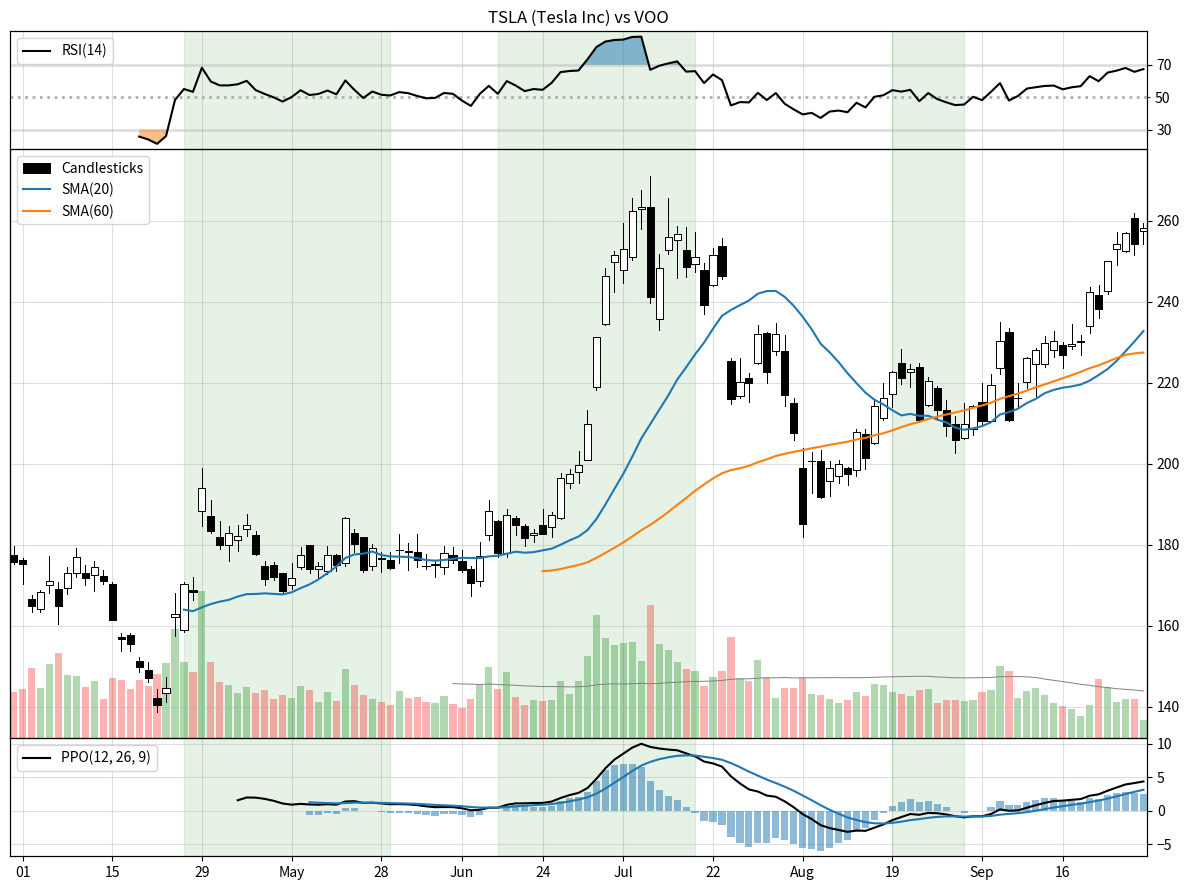 TSLA (Tesla Inc) vs VOO
RSI(14)
70
50
30
Candlesticks
SMA(20)
SMA(60)
260
240
220
200
180
160
140
PPO(12, 26, 9)
10
5
0
−5
01 15 29 May 28 Jun 24 Jul 22 Aug 19 Sep 16